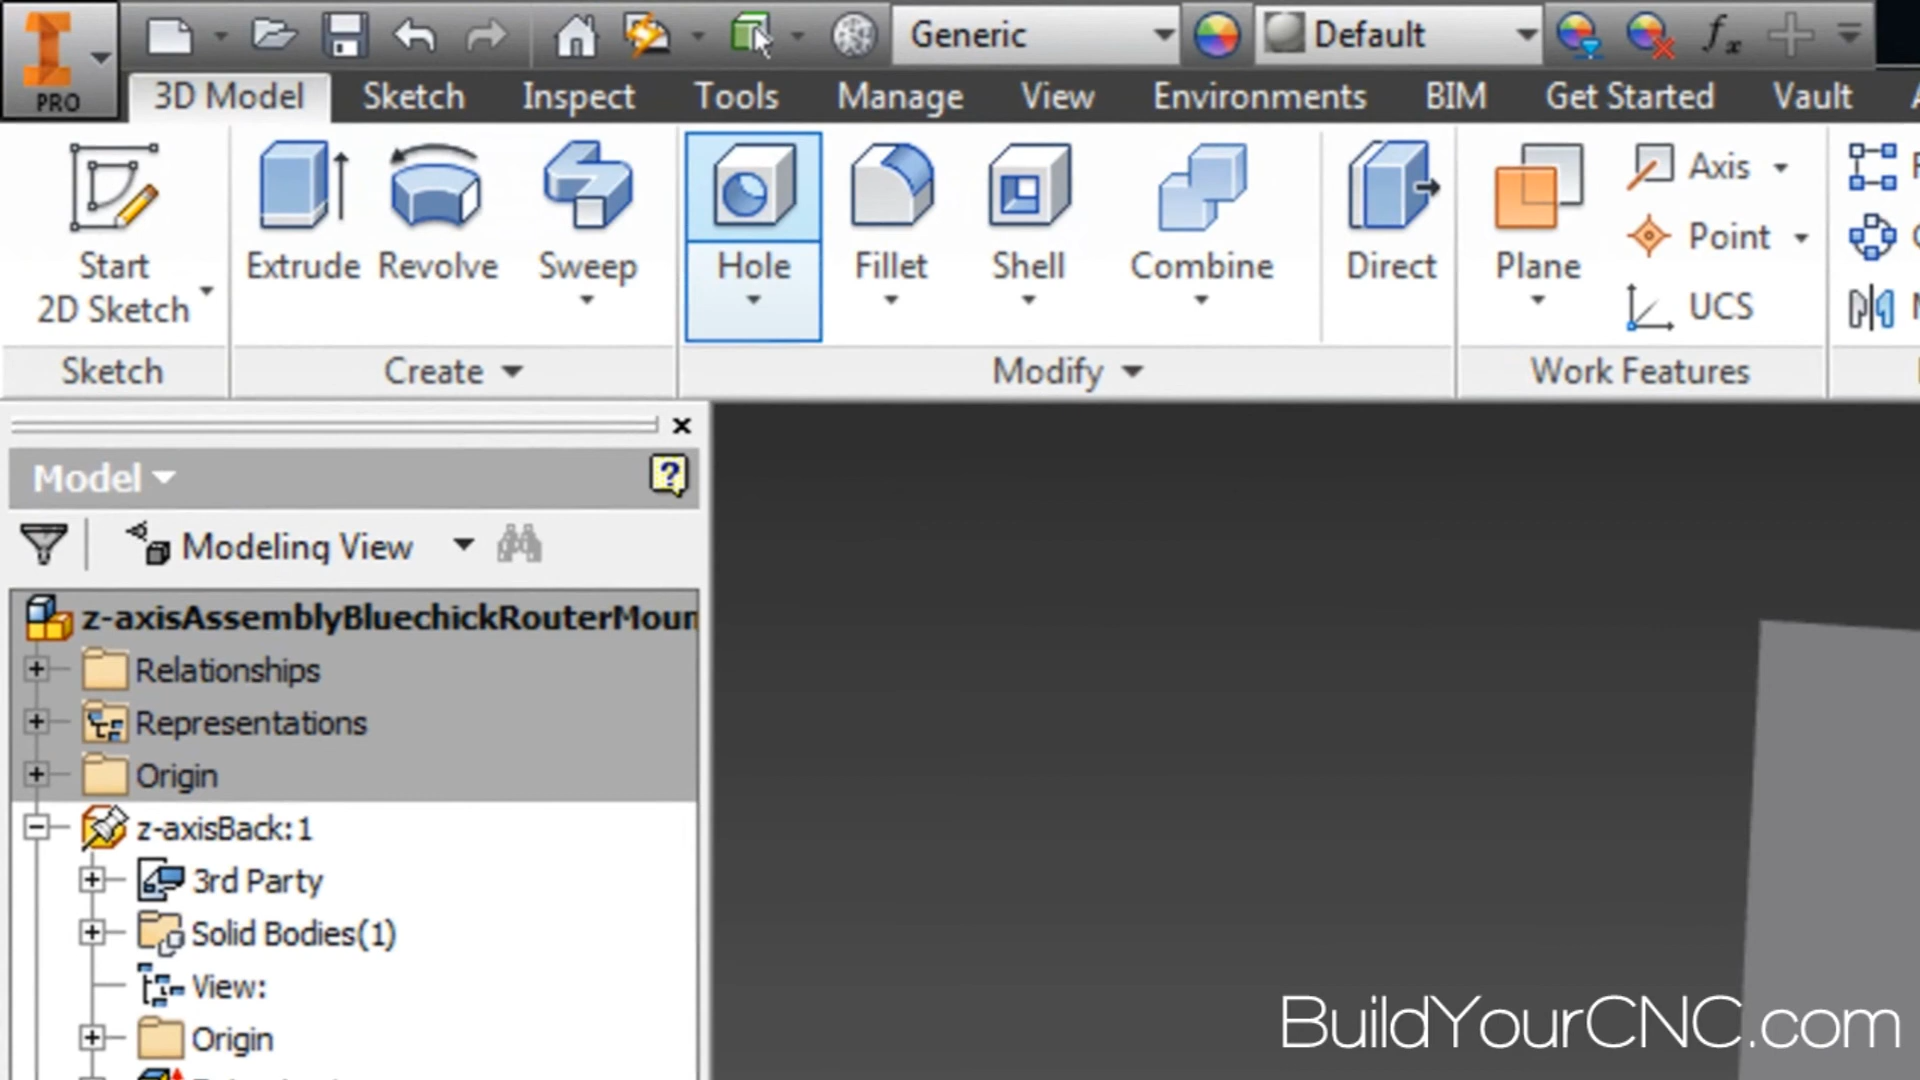 PRO
Generic
Default
fx
3D Model Sketch Inspect Tools Manage View Environments BIM Get Started Vault
Start
2D Sketch
Extrude Revolve Sweep
Hole Fillet Shell Combine Direct
Plane
Axis
Point
UCS
Sketch Create Modify Work Features
Model
Modeling View
z-axisAssemblyBluechickRouterMoun
Relationships
Representations
Origin
z-axisBack:1
3rd Party
Solid Bodies(1)
View:
Origin
BuildYourCNC.com